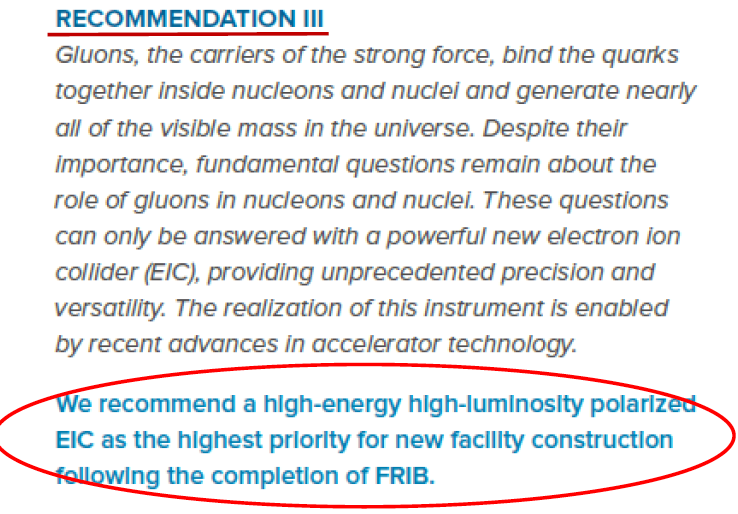 RECOMMENDATION III
Gluons, the carriers of the strong force, bind the quarks
together inside nucleons and nuclei and generate nearly
all of the visible mass in the universe. Despite their
importance, fundamental questions remain about the
role of gluons in nucleons and nuclei. These questions
can only be answered with a powerful new electron ion
collider (EIC), providing unprecedented precision and
versatility. The realization of this instrument is enabled
by recent advances in accelerator technology.
We recommend a high-energy high-luminosity polarized
EIC as the highest priority for new facility construction
following the completion of FRIB.